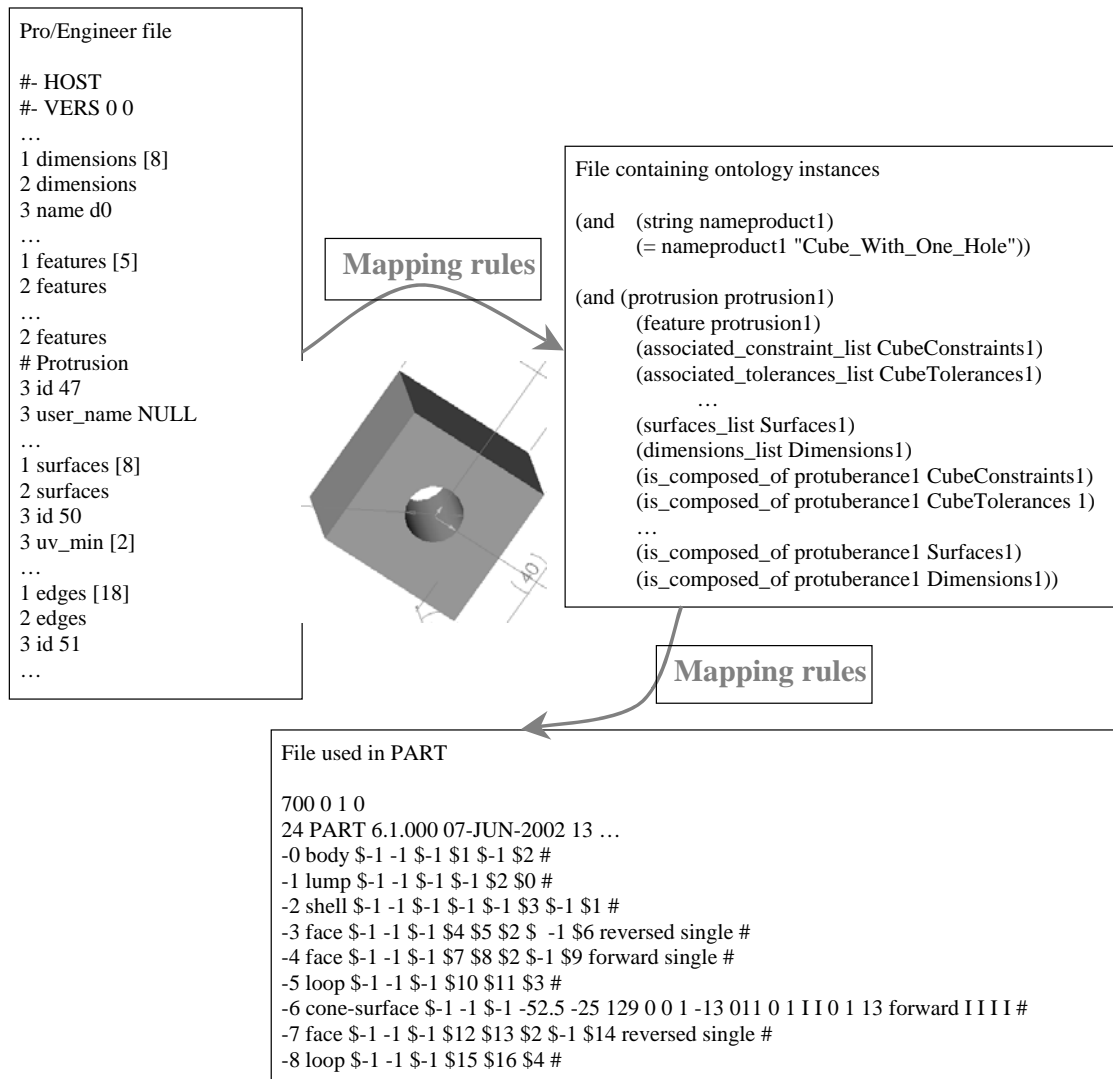 Pro/Engineer file
#- HOST
#- VERS 0 0
…
1 dimensions [8]
2 dimensions
3 name d0
…
1 features [5]
2 features
…
2 features
# Protrusion
3 id 47
3 user_name NULL
…
1 surfaces [8]
2 surfaces
3 id 50
3 uv_min [2]
…
1 edges [18]
2 edges
3 id 51
…
Mapping rules
(40)
File containing ontology instances
(and (string nameproduct1)
(= nameproduct1 "Cube_With_One_Hole"))
(and (protrusion protrusion1)
(feature protrusion1)
(associated_constraint_list CubeConstraints1)
(associated_tolerances_list CubeTolerances1)
…
(surfaces_list Surfaces1)
(dimensions_list Dimensions1)
(is_composed_of protuberance1 CubeConstraints1)
(is_composed_of protuberance1 CubeTolerances 1)
…
(is_composed_of protuberance1 Surfaces1)
(is_composed_of protuberance1 Dimensions1))
Mapping rules
File used in PART
700 0 1 0
24 PART 6.1.000 07-JUN-2002 13 …
-0 body $-1 -1 $-1 $1 $-1 $2 #
-1 lump $-1 -1 $-1 $-1 $2 $0 #
-2 shell $-1 -1 $-1 $-1 $-1 $3 $-1 $1 #
-3 face $-1 -1 $-1 $4 $5 $2 $ -1 $6 reversed single #
-4 face $-1 -1 $-1 $7 $8 $2 $-1 $9 forward single #
-5 loop $-1 -1 $-1 $10 $11 $3 #
-6 cone-surface $-1 -1 $-1 -52.5 -25 129 0 0 1 -13 011 0 1 I I 0 1 13 forward I I I I #
-7 face $-1 -1 $-1 $12 $13 $2 $-1 $14 reversed single #
-8 loop $-1 -1 $-1 $15 $16 $4 #